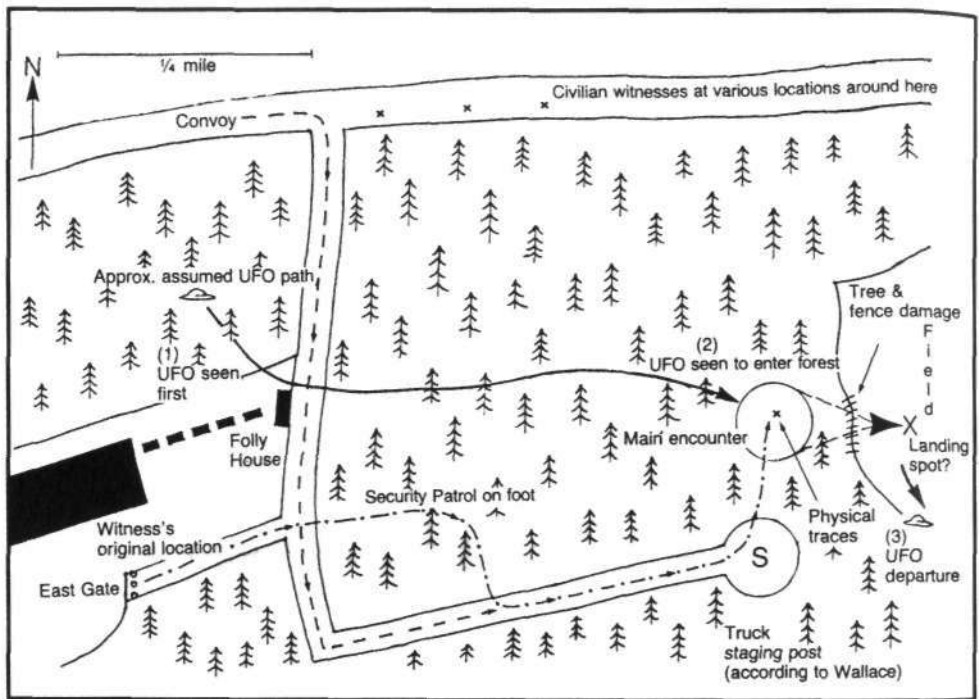 N
¼ mile
Convoy
Civilian witnesses at various locations around here
Approx. assumed UFO path
(1)
UFO seen
first
(2)
UFO seen to enter forest
Tree &
fence damage
Field
Folly
House
Main encounter
Landing
spot?
Security Patrol on foot
Witness's
original location
East Gate
Physical
traces
(3)
UFO
departure
S
Truck
staging post
(according to Wallace)